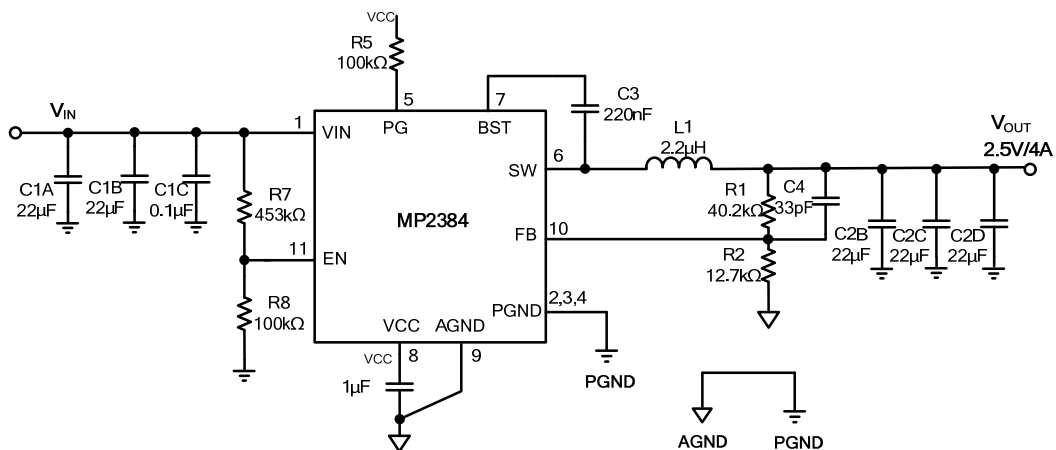 VCC
R5
100kΩ
5
7
C3
220nF
VIN
1
VIN
PG
BST
L1
2.2µH
VOUT
2.5V/4A
SW
6
C1A
22µF
C1B
22µF
C1C
0.1µF
R7
453kΩ
MP2384
R1
40.2kΩ
C4
33pF
FB
10
C2B
22µF
C2C
22µF
C2D
22µF
11
EN
R2
12.7kΩ
R8
100kΩ
PGND
2,3,4
VCC
AGND
VCC
8
9
1µF
PGND
AGND
PGND